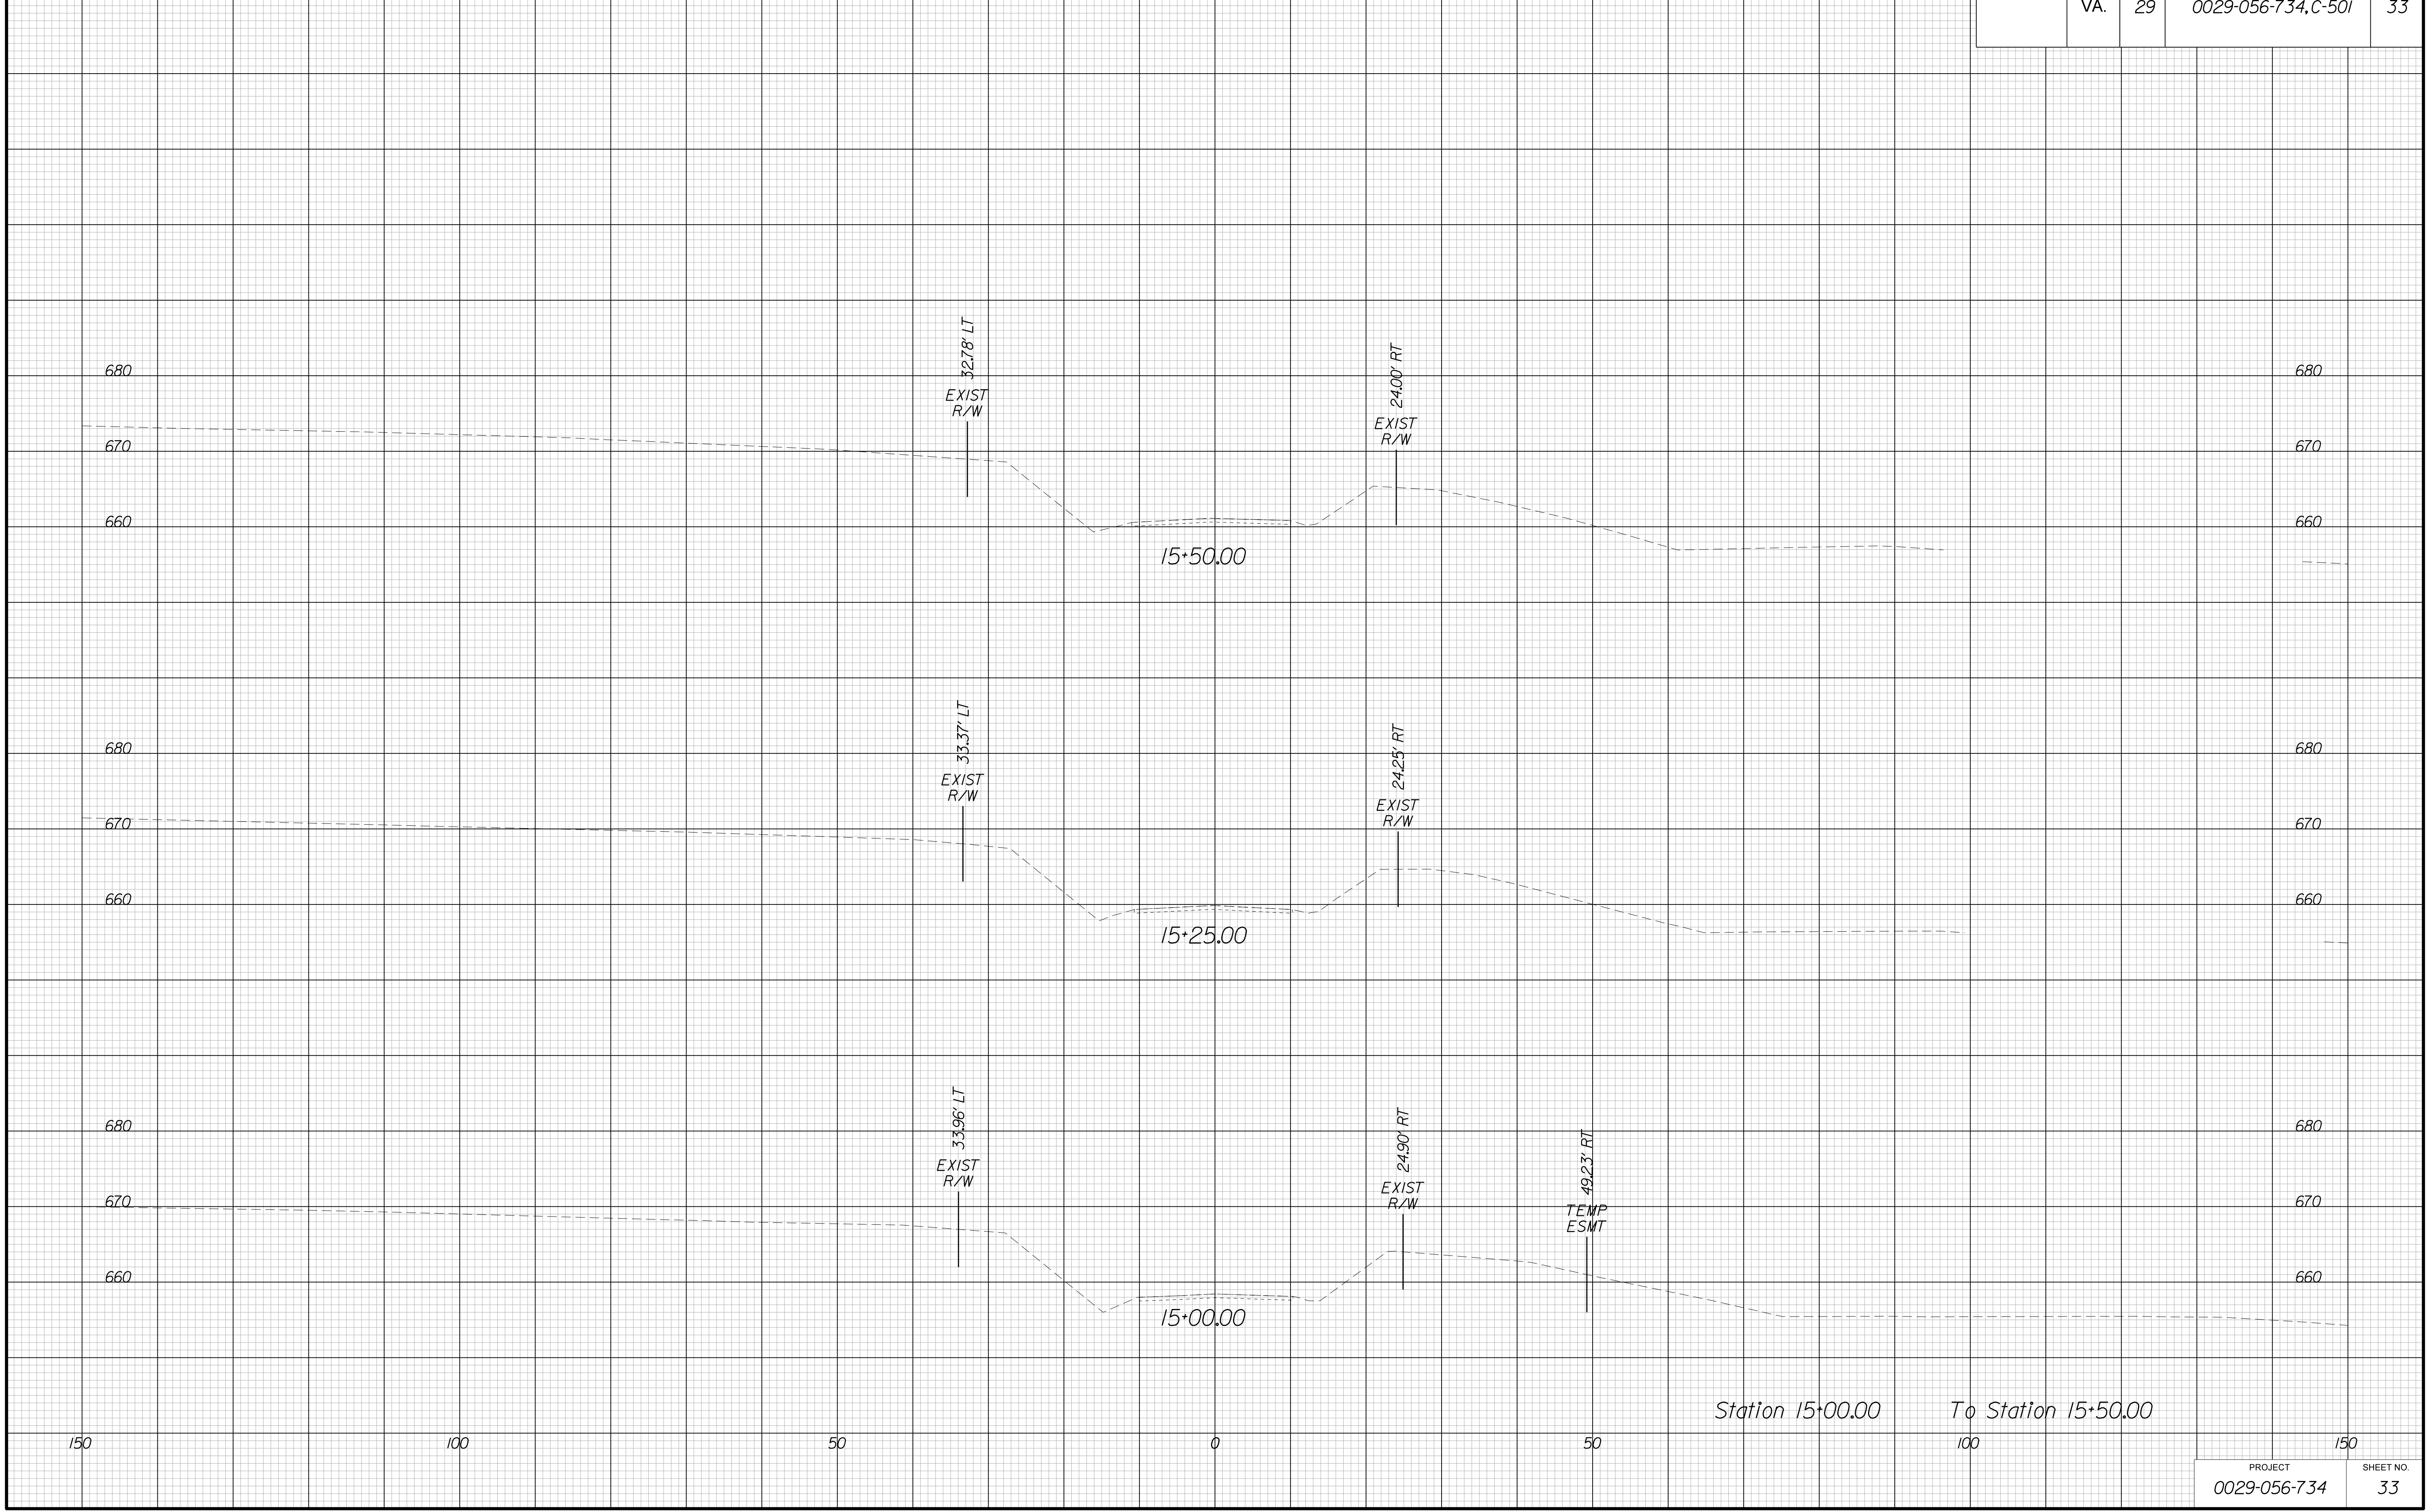 VA. 29 0029-056-734, C-501 33
32.78' LT
24.00' RT
680 680
EXIST
R/W
EXIST
R/W
670 670
660 660
15+50.00
33.37' LT
24.25' RT
680 680
EXIST
R/W
EXIST
R/W
670 670
660 660
15+25.00
33.96' LT
24.90' RT
49.23' RT
680 680
EXIST
R/W
EXIST
R/W
TEMP
ESMT
670 670
660 660
15+00.00
Station 15+00.00 To Station 15+50.00
150 100 50 0 50 100 150
PROJECT SHEET NO.
0029-056-734 33